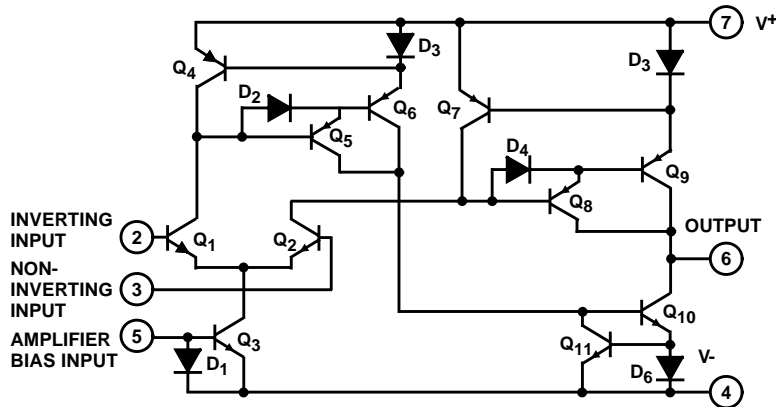 7 V+
D3
D3
Q4
D2
Q6
Q7
Q5
D4
Q9
Q8
INVERTING
INPUT
2
Q1
Q2
OUTPUT
6
NON-
INVERTING
INPUT
3
AMPLIFIER
BIAS INPUT
5
Q3
D1
Q10
Q11
V-
D6
4